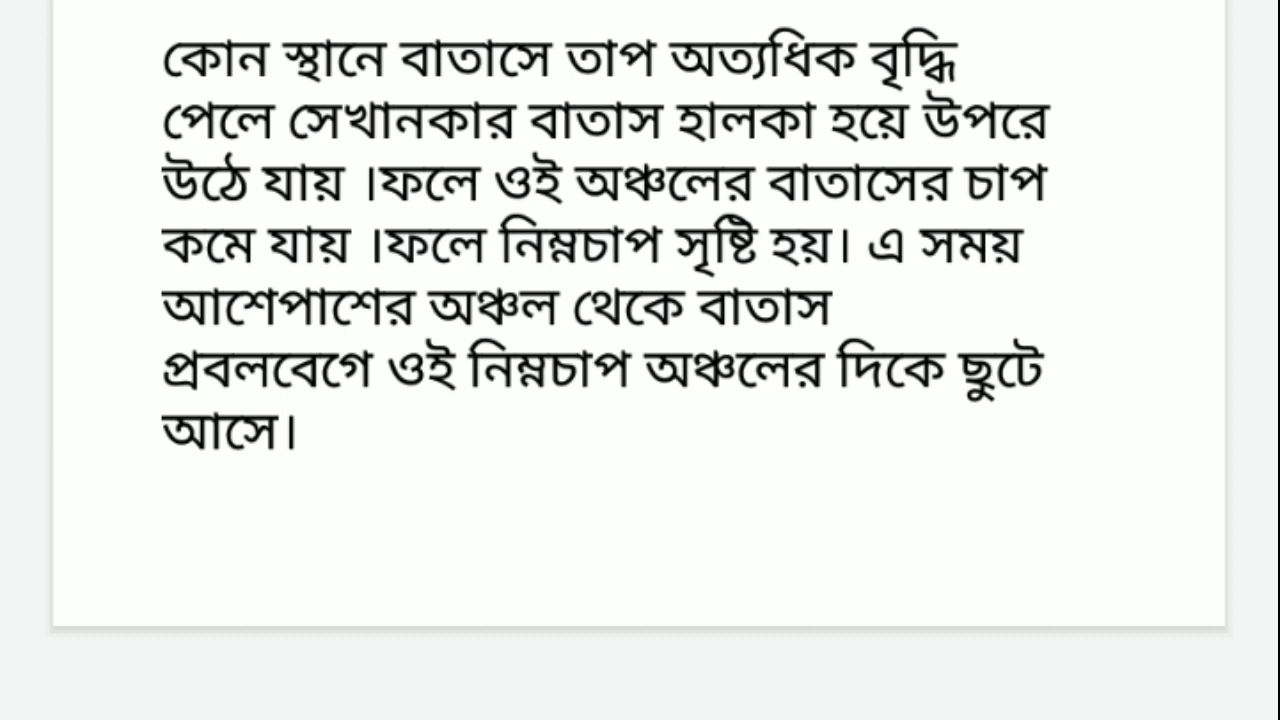 কোন স্থানে বাতাসে তাপ অত্যধিক বৃদ্ধি
পেলে সেখানকার বাতাস হালকা হয়ে উপরে
উঠে যায় ।ফলে ওই অঞ্চলের বাতাসের চাপ
কমে যায় ।ফলে নিম্নচাপ সৃষ্টি হয়। এ সময়
আশেপাশের অঞ্চল থেকে বাতাস
প্রবলবেগে ওই নিম্নচাপ অঞ্চলের দিকে ছুটে
আসে।